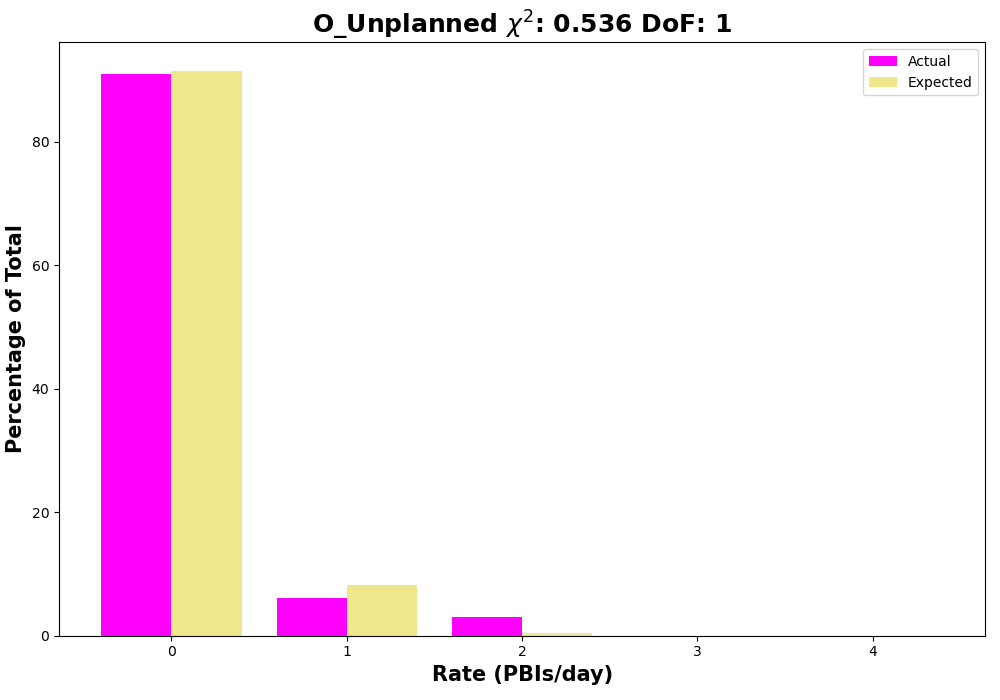 O_Unplanned χ²: 0.536 DoF: 1
Actual
Expected
Percentage of Total
80
60
40
20
0
0 1 2 3 4
Rate (PBIs/day)